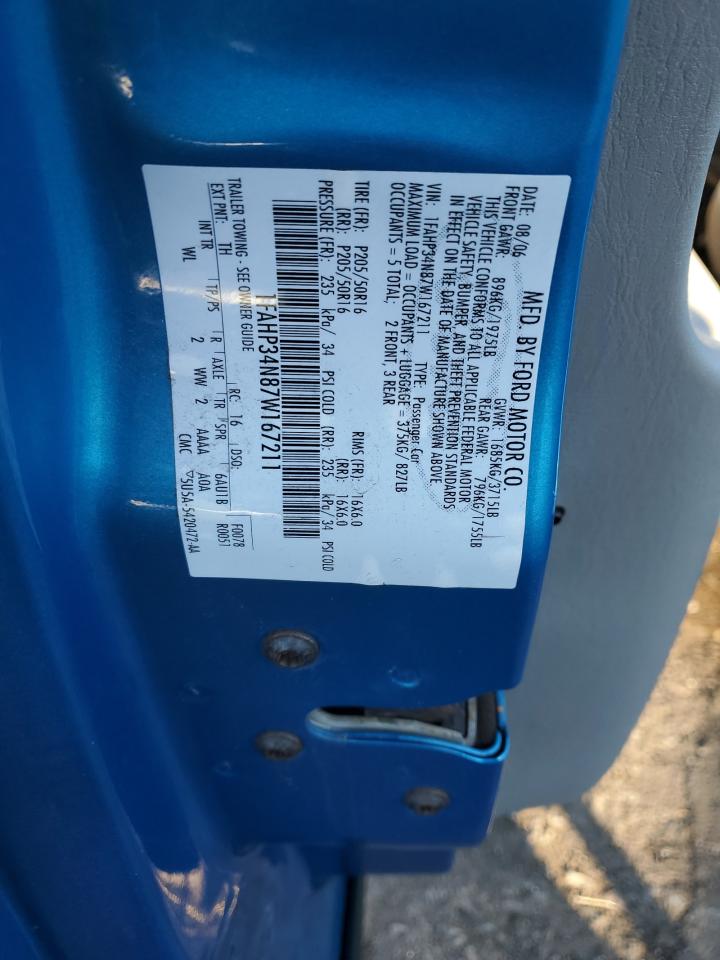 MFD. BY FORD MOTOR CO.
DATE: 08/06 GVWR: 1685KG/3715LB
FRONT GAWR: 896KG/1975LB REAR GAWR: 796KG/1755LB
THIS VEHICLE CONFORMS TO ALL APPLICABLE FEDERAL MOTOR
VEHICLE SAFETY, BUMPER, AND THEFT PREVENTION STANDARDS
IN EFFECT ON THE DATE OF MANUFACTURE SHOWN ABOVE.
VIN: 1FAHP34N87W167211 TYPE: Passenger Car
MAXIMUM LOAD = OCCUPANTS + LUGGAGE = 375KG/ 827LB
OCCUPANTS = 5 TOTAL: 2 FRONT, 3 REAR
TIRE (FR): P205/50R16 RIMS (FR): 16X6.0
(RR): P205/50R16 (RR): 16X6.0
PRESSURE (FR): 235 kPa/ 34 PSI COLD (RR): 235 kPa/ 34 PSI COLD
1FAHP34N87W167211
TRAILER TOWING - SEE OWNER GUIDE F0078
EXT PNT: TH RC: 16 DSO: R0051
INT TR TP/PS R AXLE TR SPR 6AU1B
WL 2 WW 2 AAAA AOA
CMC ▽5U5A-5420472-AA